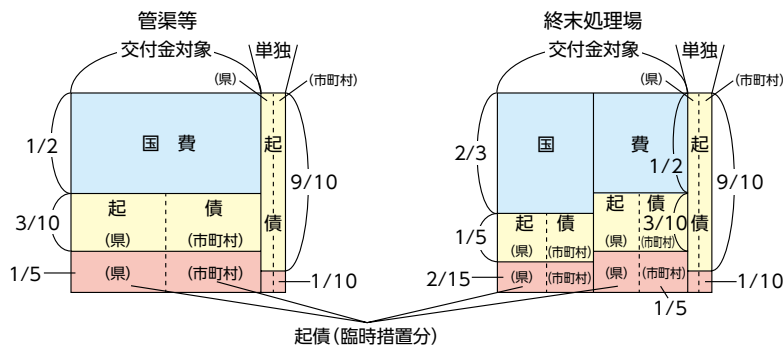 管渠等
交付金対象
単独
(県)
(市町村)
国 費
起
債
1/2
9/10
起 債
(県)
(市町村)
3/10
(県)
(市町村)
1/5
1/10
終末処理場
交付金対象
単独
(県)
(市町村)
国 費
起
債
2/3
1/2
9/10
起 債
(県)
(市町村)
1/5
起 債
(県)
(市町村)
3/10
(県)
(市町村)
2/15
(県)
(市町村)
1/5
1/10
起債(臨時措置分)